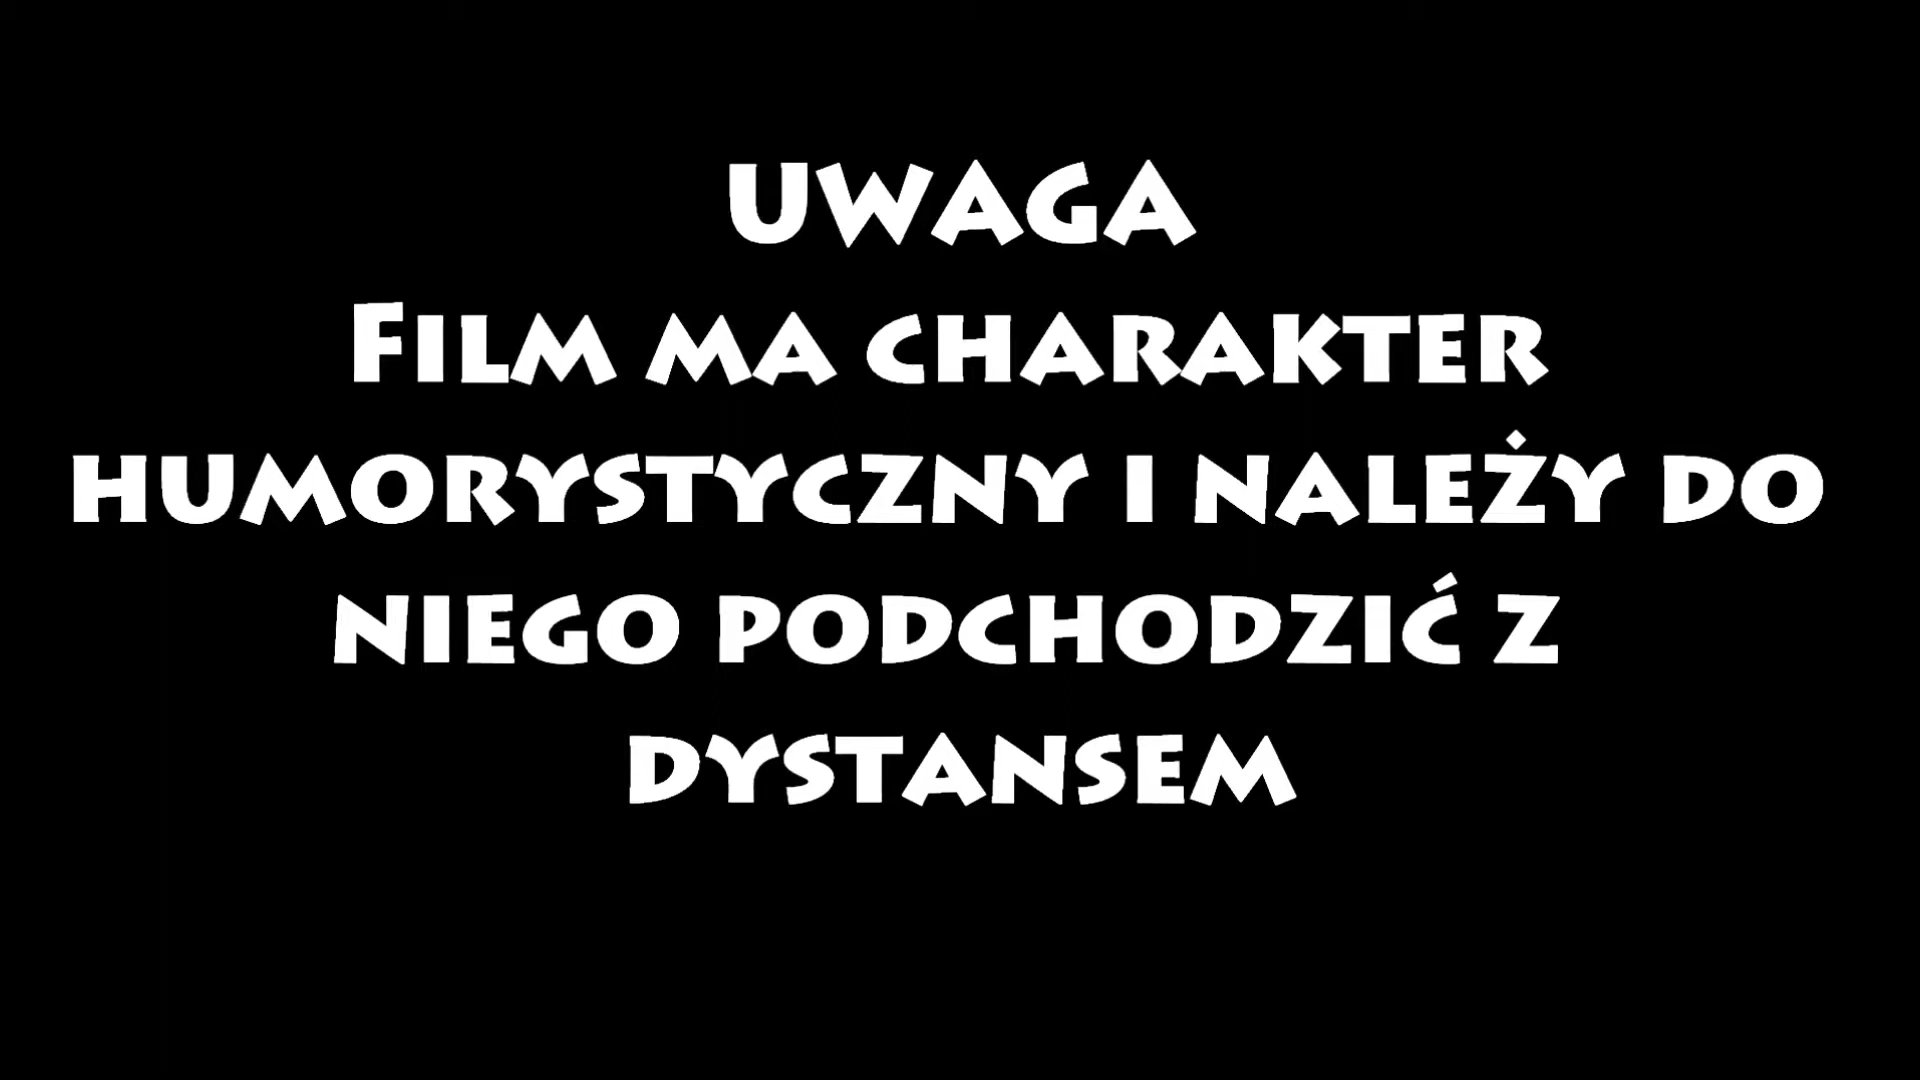 UWAGA
Film ma charakter
humorystyczny i należy do
niego podchodzić z
dystansem